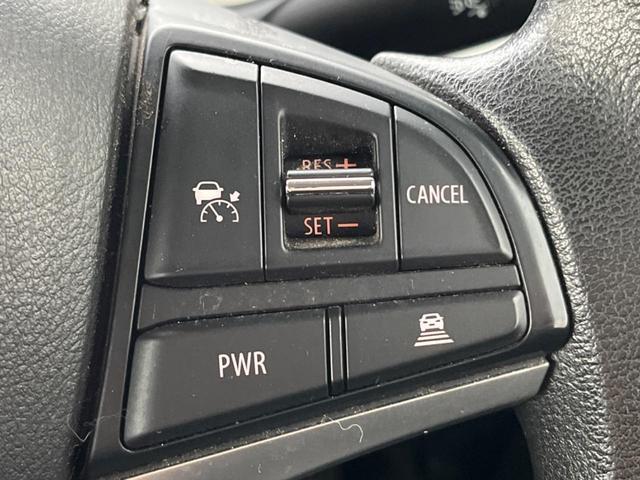 RES +
SET −
CANCEL
PWR